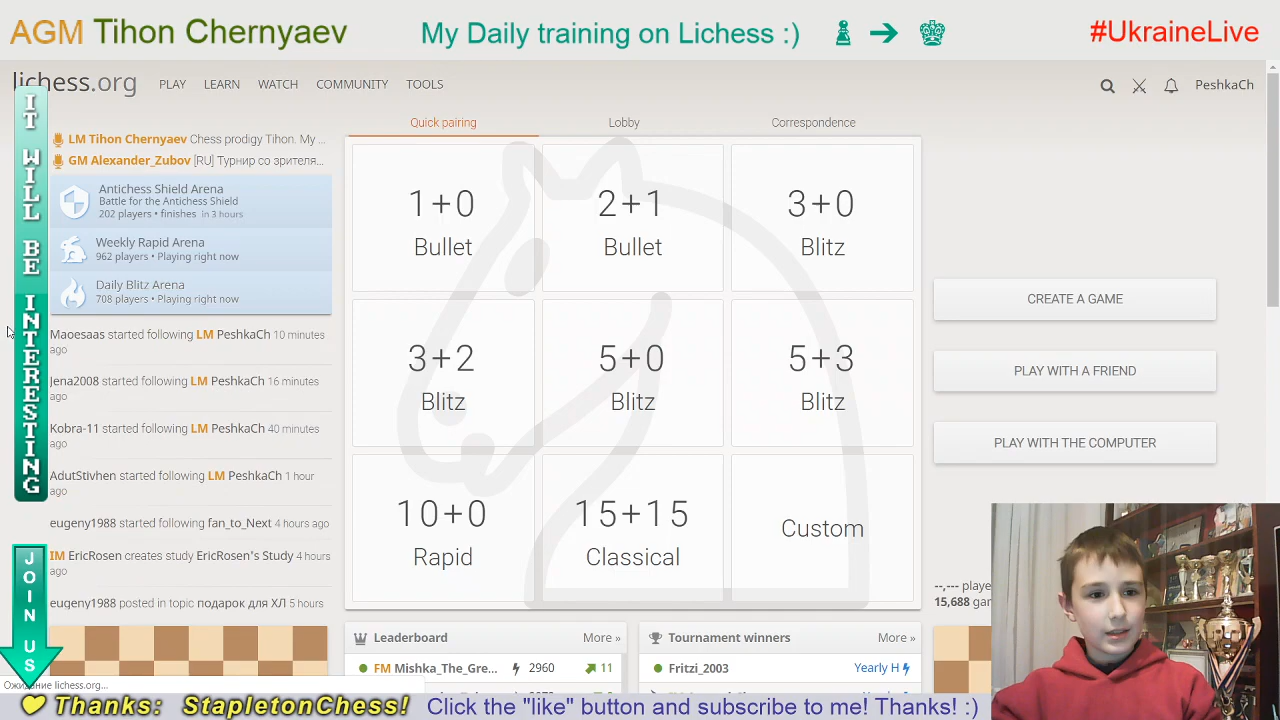 AGM Tihon Chernyaev
My Daily training on Lichess :)
#UkraineLive
lichess.org
PLAY
LEARN
WATCH
COMMUNITY
TOOLS
PeshkaCh
IT WILL BE INTERESTING
JOIN US
LM Tihon Chernyaev Chess prodigy Tihon. My ...
GM Alexander_Zubov [RU] Турнир со зрителя...
Antichess Shield Arena
Battle for the Antichess Shield
202 players • finishes in 3 hours
Weekly Rapid Arena
962 players • Playing right now
Daily Blitz Arena
708 players • Playing right now
Maoesaas started following LM PeshkaCh 10 minutes
ago
Jena2008 started following LM PeshkaCh 16 minutes
ago
Kobra-11 started following LM PeshkaCh 40 minutes
ago
AdutStivhen started following LM PeshkaCh 1 hour
ago
eugeny1988 started following fan_to_Next 4 hours ago
IM EricRosen creates study EricRosen's Study 4 hours
ago
eugeny1988 posted in topic подарок для ХЛ 5 hours
Quick pairing
Lobby
Correspondence
1+0
Bullet
2+1
Bullet
3+0
Blitz
3+2
Blitz
5+0
Blitz
5+3
Blitz
10+0
Rapid
15+15
Classical
Custom
CREATE A GAME
PLAY WITH A FRIEND
PLAY WITH THE COMPUTER
--,--- playe
15,688 gam
Leaderboard
More »
FM Mishka_The_Gre... 2960 11
Tournament winners
More »
Fritzi_2003 Yearly H
Ожидание lichess.org...
Thanks: StapletonChess!
Click the "like" button and subscribe to me! Thanks! :)